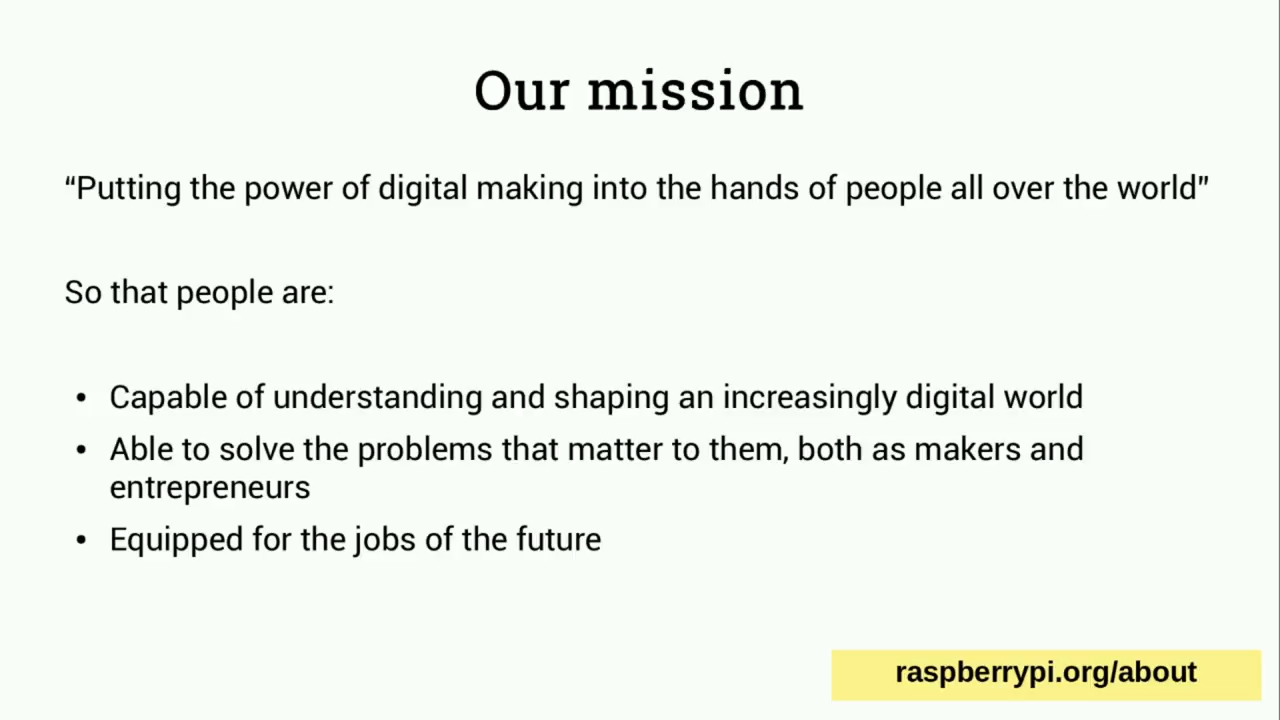 Our mission
“Putting the power of digital making into the hands of people all over the world”
So that people are:
• Capable of understanding and shaping an increasingly digital world
• Able to solve the problems that matter to them, both as makers and
entrepreneurs
• Equipped for the jobs of the future
raspberrypi.org/about